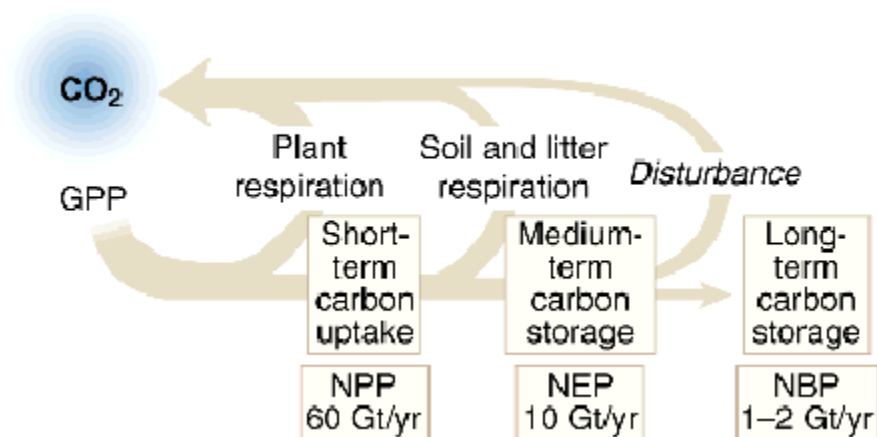 CO₂
GPP
Plant
respiration
Soil and litter
respiration
Disturbance
Short-
term
carbon
uptake
Medium-
term
carbon
storage
Long-
term
carbon
storage
NPP
60 Gt/yr
NEP
10 Gt/yr
NBP
1–2 Gt/yr